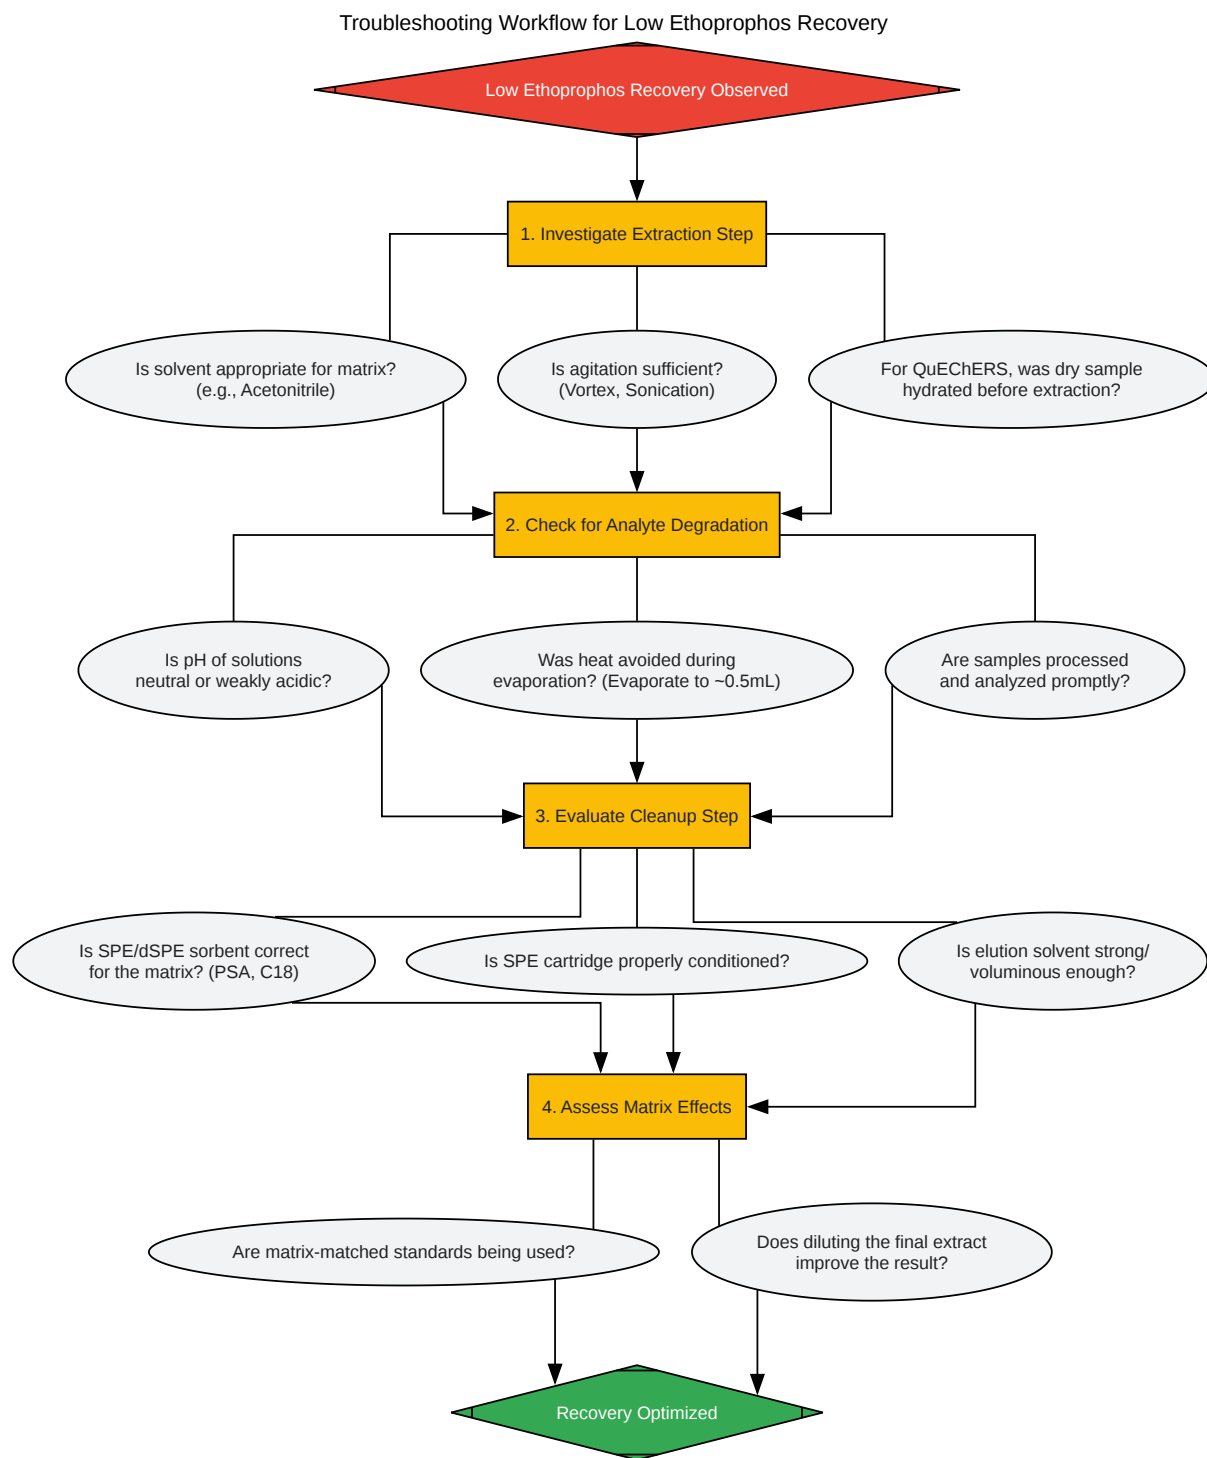 Troubleshooting Workflow for Low Ethoprophos Recovery
Low Ethoprophos Recovery Observed
1. Investigate Extraction Step
Is solvent appropriate for matrix?
(e.g., Acetonitrile)
Is agitation sufficient?
(Vortex, Sonication)
For QuEChERS, was dry sample
hydrated before extraction?
2. Check for Analyte Degradation
Is pH of solutions
neutral or weakly acidic?
Was heat avoided during
evaporation? (Evaporate to ~0.5mL)
Are samples processed
and analyzed promptly?
3. Evaluate Cleanup Step
Is SPE/dSPE sorbent correct
for the matrix? (PSA, C18)
Is SPE cartridge properly conditioned?
Is elution solvent strong/
voluminous enough?
4. Assess Matrix Effects
Are matrix-matched standards being used?
Does diluting the final extract
improve the result?
Recovery Optimized